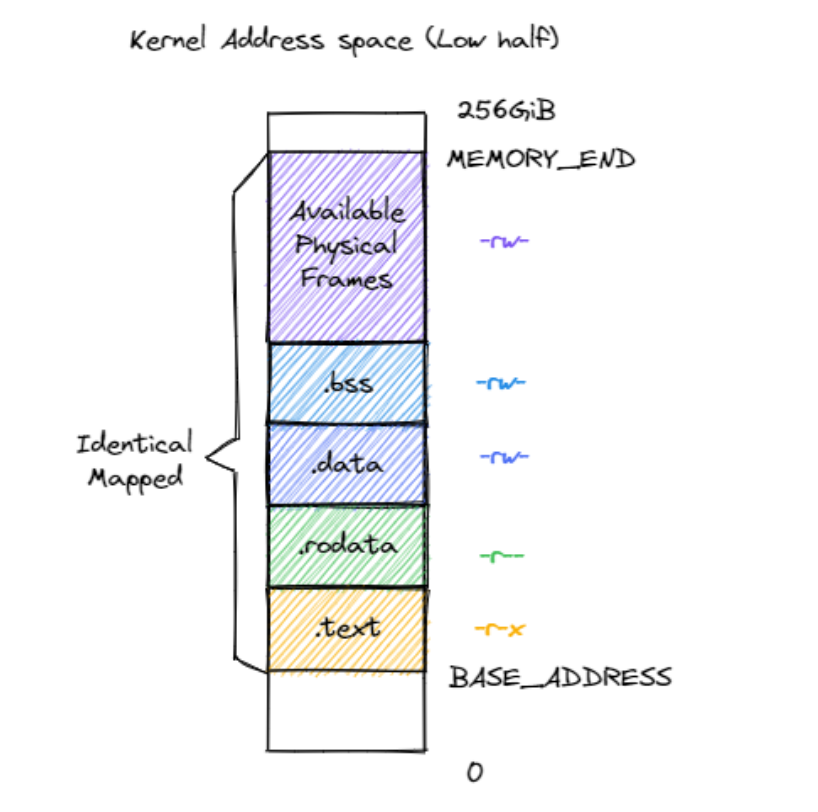 Kernel Address space (Low half)
256GiB
MEMORY_END
Available
Physical
Frames
-rw-
.bss
-rw-
Identical
Mapped
.data
-rw-
.rodata
-r--
.text
-r-x
BASE_ADDRESS
0